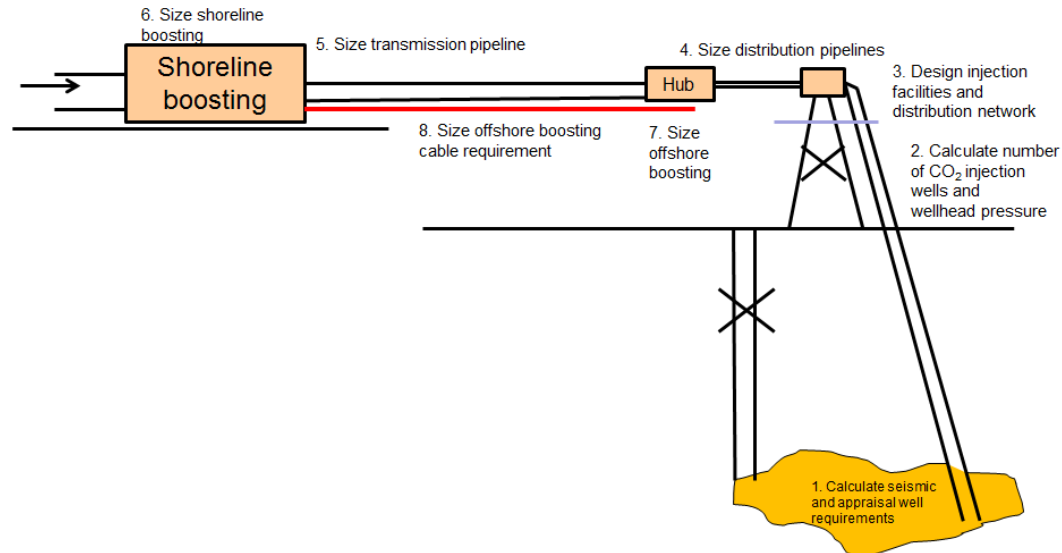 6. Size shoreline
boosting
5. Size transmission pipeline
4. Size distribution pipelines
Shoreline
boosting
Hub
3. Design injection
facilities and
distribution network
8. Size offshore boosting
cable requirement
7. Size
offshore
boosting
2. Calculate number
of CO₂ injection
wells and
wellhead pressure
1. Calculate seismic
and appraisal well
requirements